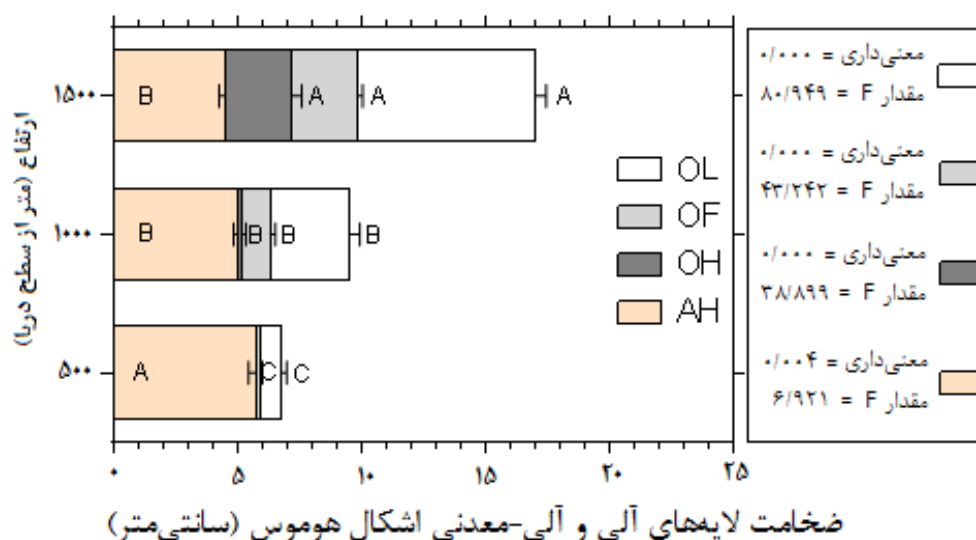 ارتفاع (متر از سطح دریا)
۱۵۰۰
۱۰۰۰
۵۰۰
B A A A
B B B B
A C C
OL
OF
OH
AH
معنی‌داری = ۰/۰۰۰
مقدار F = ۸۰/۹۴۹
معنی‌داری = ۰/۰۰۰
مقدار F = ۴۳/۲۴۲
معنی‌داری = ۰/۰۰۰
مقدار F = ۳۸/۸۹۹
معنی‌داری = ۰/۰۰۴
مقدار F = ۶/۹۲۱
۰ ۵ ۱۰ ۱۵ ۲۰ ۲۵
ضخامت لایه‌های آلی و آلی-معدنی اشکال هوموس (سانتی‌متر)